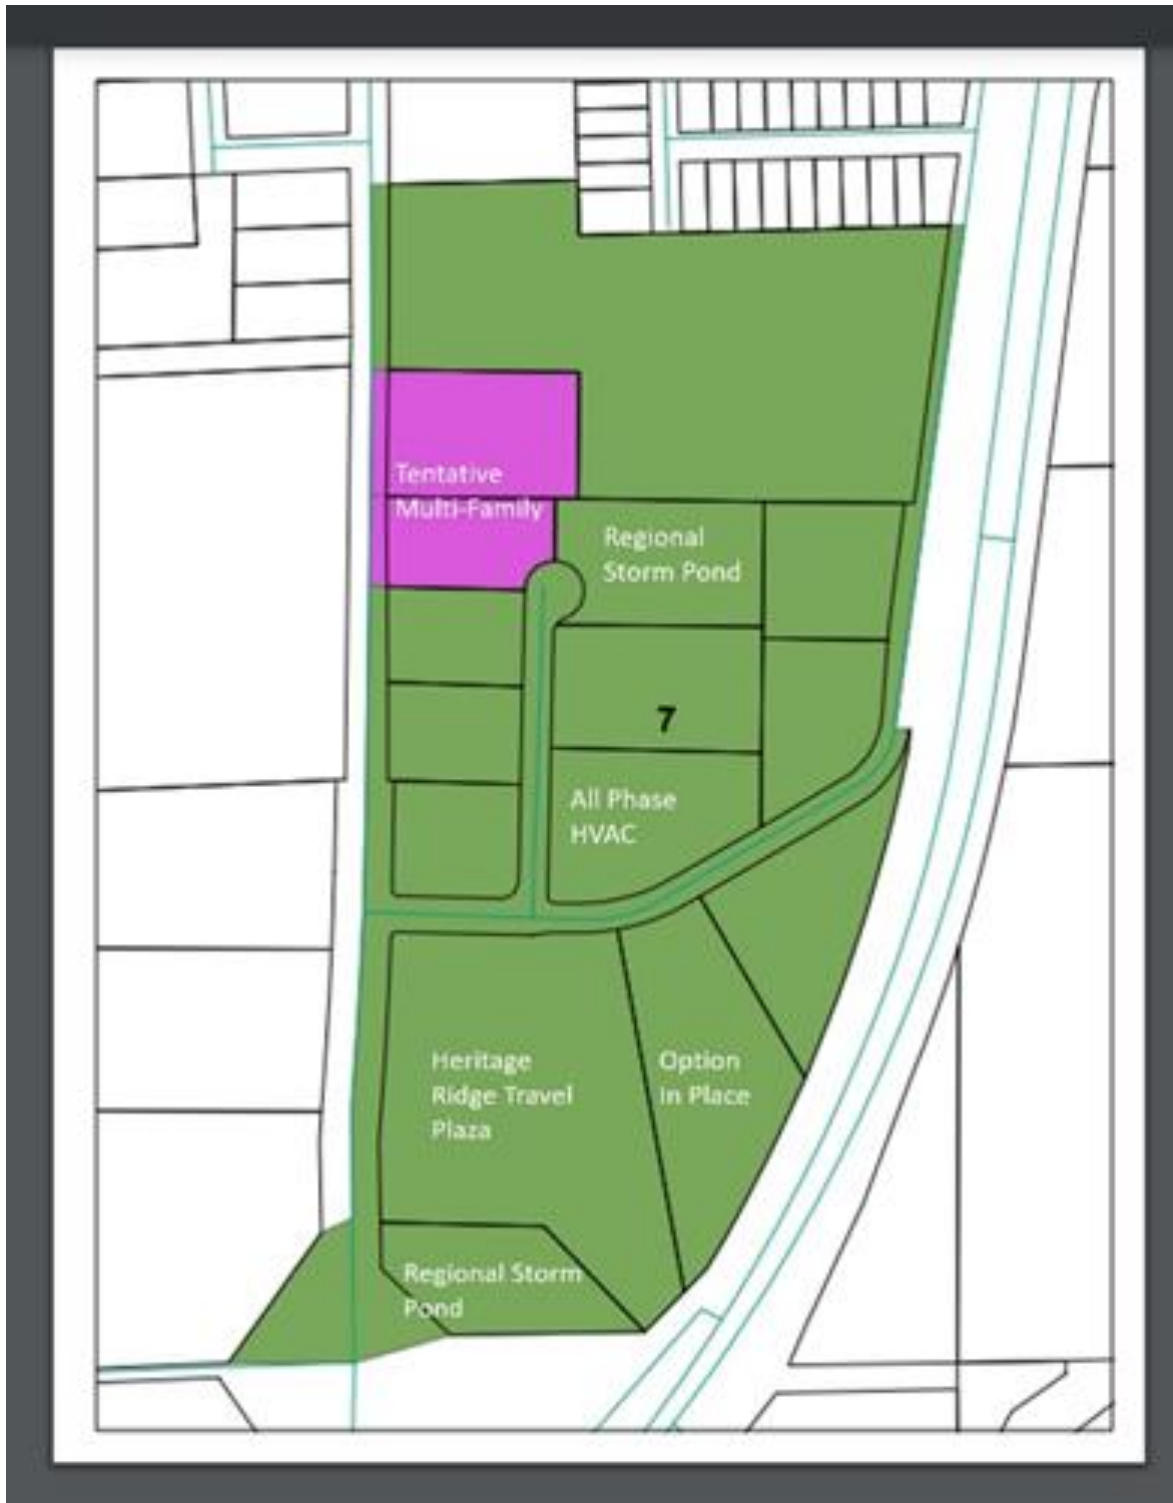 Tentative
Multi-Family
Regional
Storm Pond
7
All Phase
HVAC
Heritage
Ridge Travel
Plaza
Option
In Place
Regional Storm
Pond